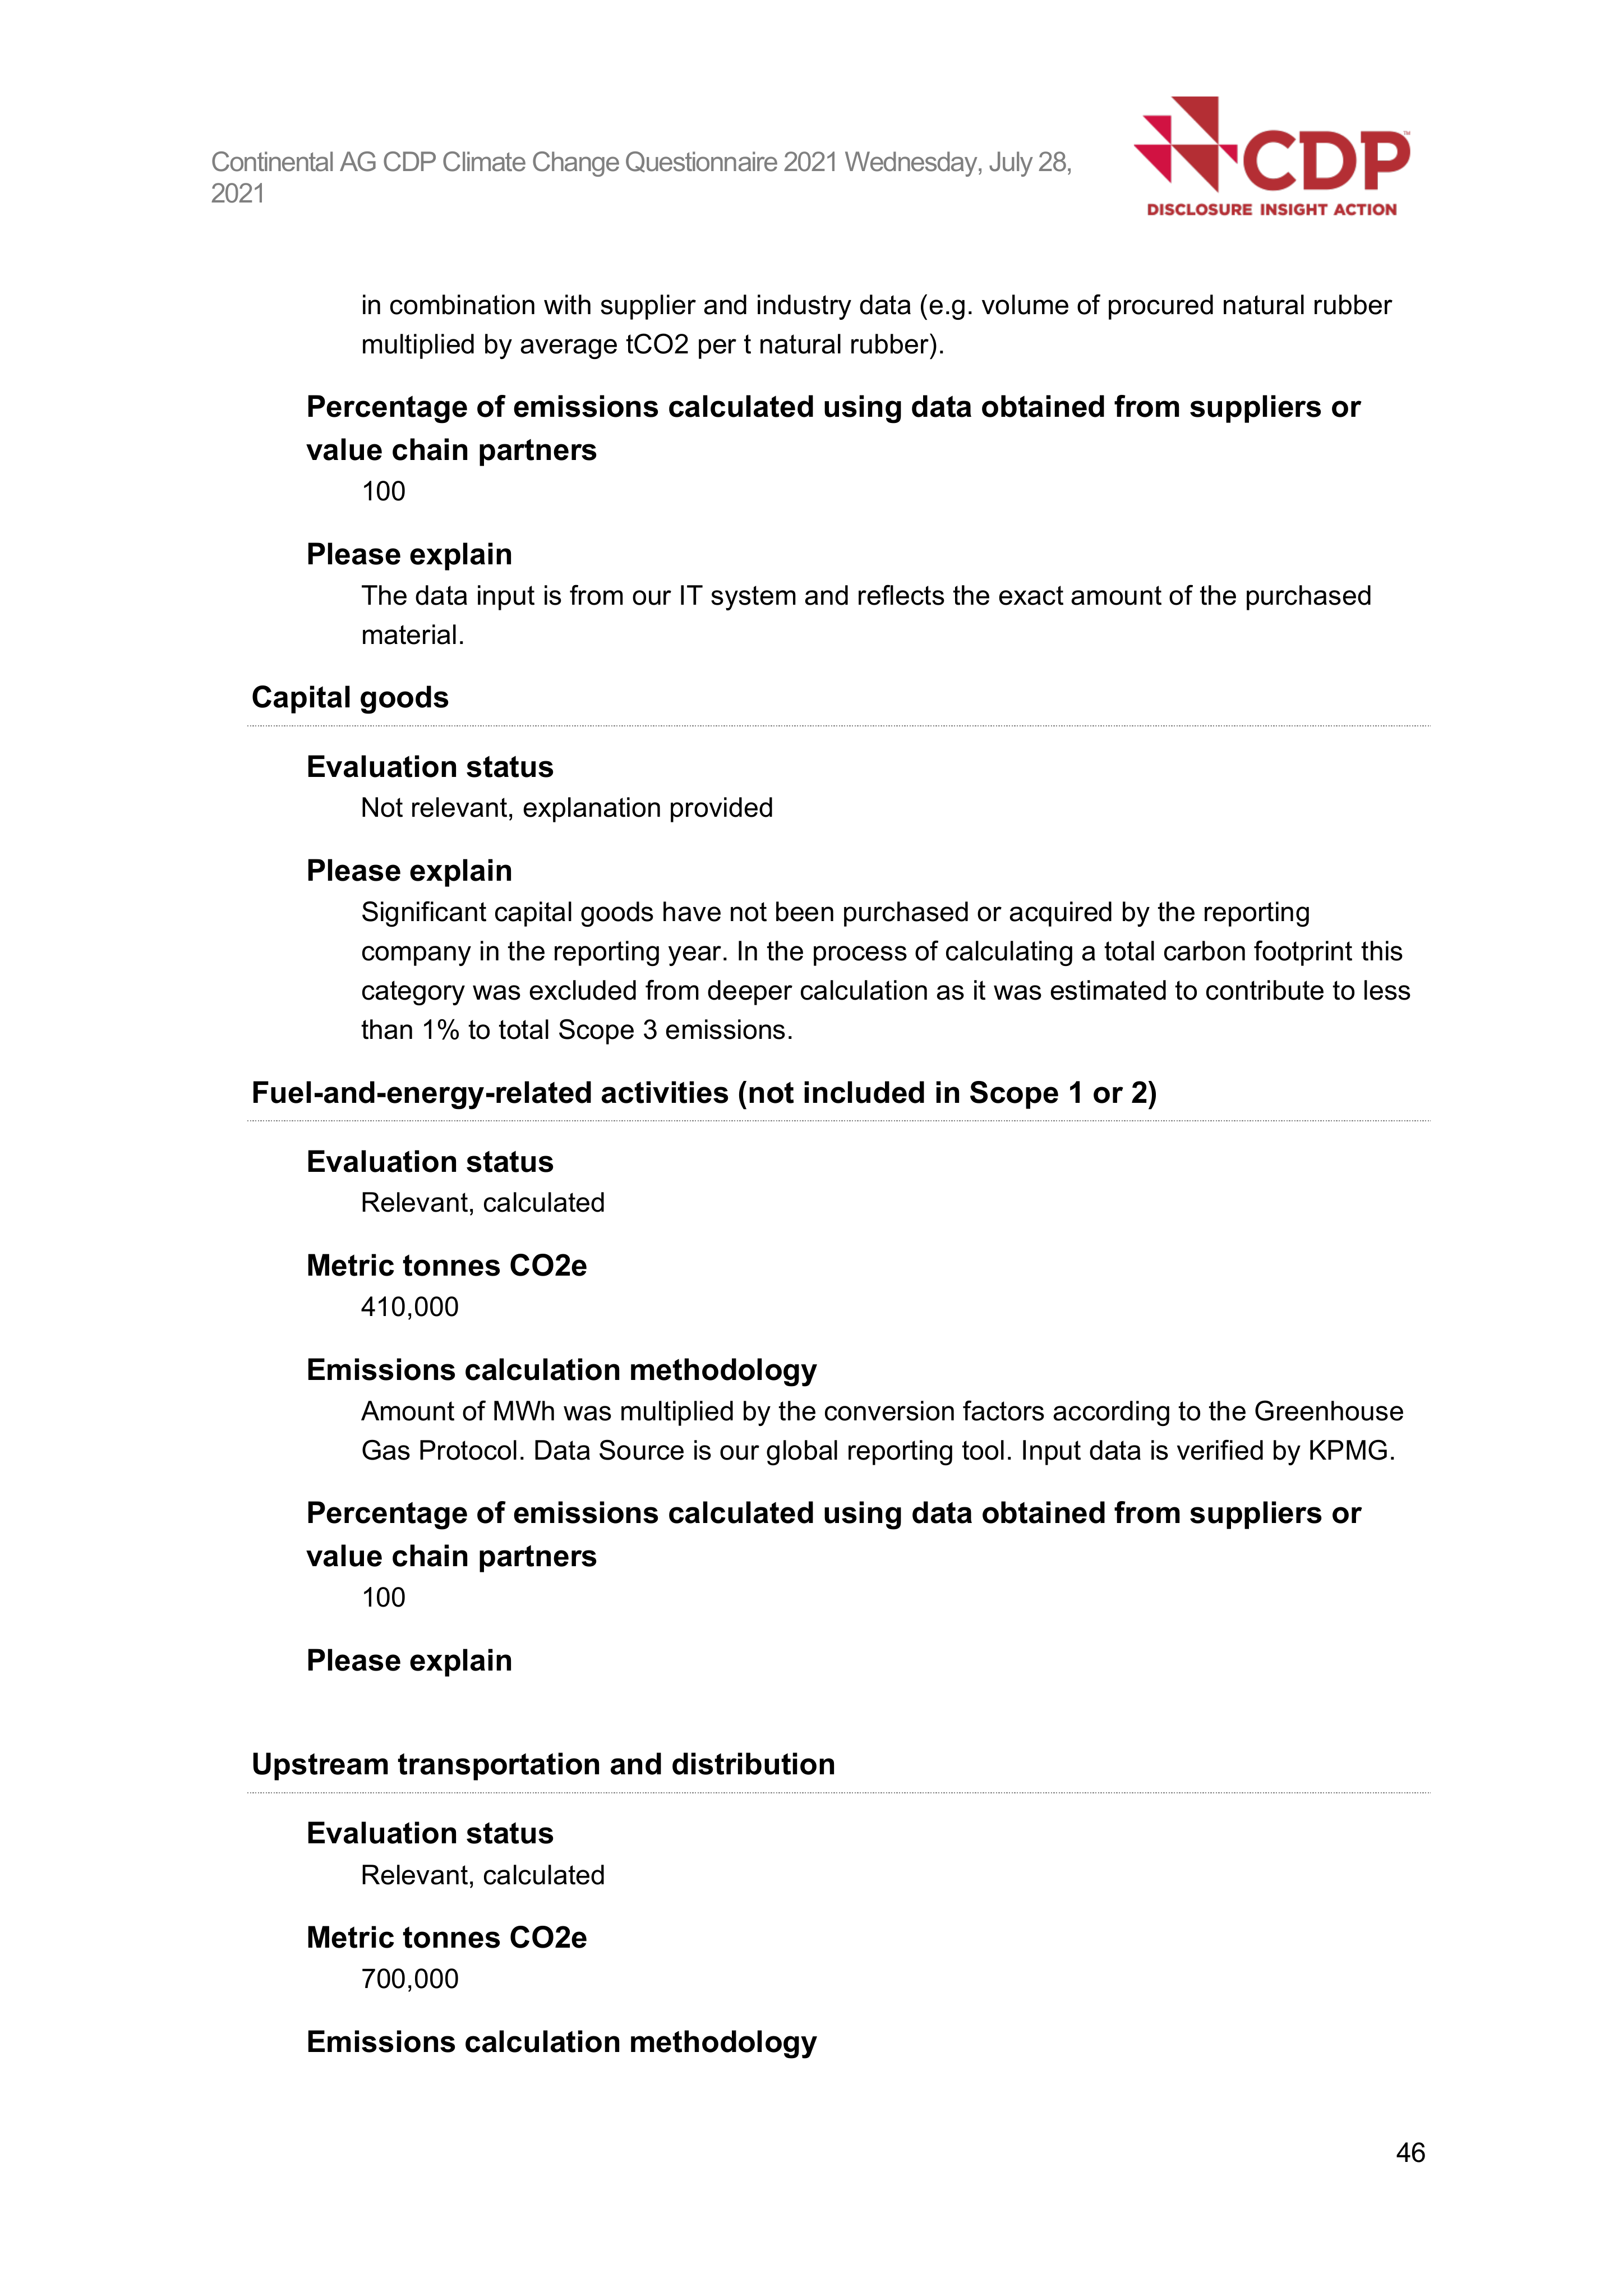 Continental AG CDP Climate Change Questionnaire 2021 Wednesday, July 28,
2021
CDP™
DISCLOSURE INSIGHT ACTION
in combination with supplier and industry data (e.g. volume of procured natural rubber
multiplied by average tCO2 per t natural rubber).
Percentage of emissions calculated using data obtained from suppliers or
value chain partners
100
Please explain
The data input is from our IT system and reflects the exact amount of the purchased
material.
Capital goods
Evaluation status
Not relevant, explanation provided
Please explain
Significant capital goods have not been purchased or acquired by the reporting
company in the reporting year. In the process of calculating a total carbon footprint this
category was excluded from deeper calculation as it was estimated to contribute to less
than 1% to total Scope 3 emissions.
Fuel-and-energy-related activities (not included in Scope 1 or 2)
Evaluation status
Relevant, calculated
Metric tonnes CO2e
410,000
Emissions calculation methodology
Amount of MWh was multiplied by the conversion factors according to the Greenhouse
Gas Protocol. Data Source is our global reporting tool. Input data is verified by KPMG.
Percentage of emissions calculated using data obtained from suppliers or
value chain partners
100
Please explain
Upstream transportation and distribution
Evaluation status
Relevant, calculated
Metric tonnes CO2e
700,000
Emissions calculation methodology
46